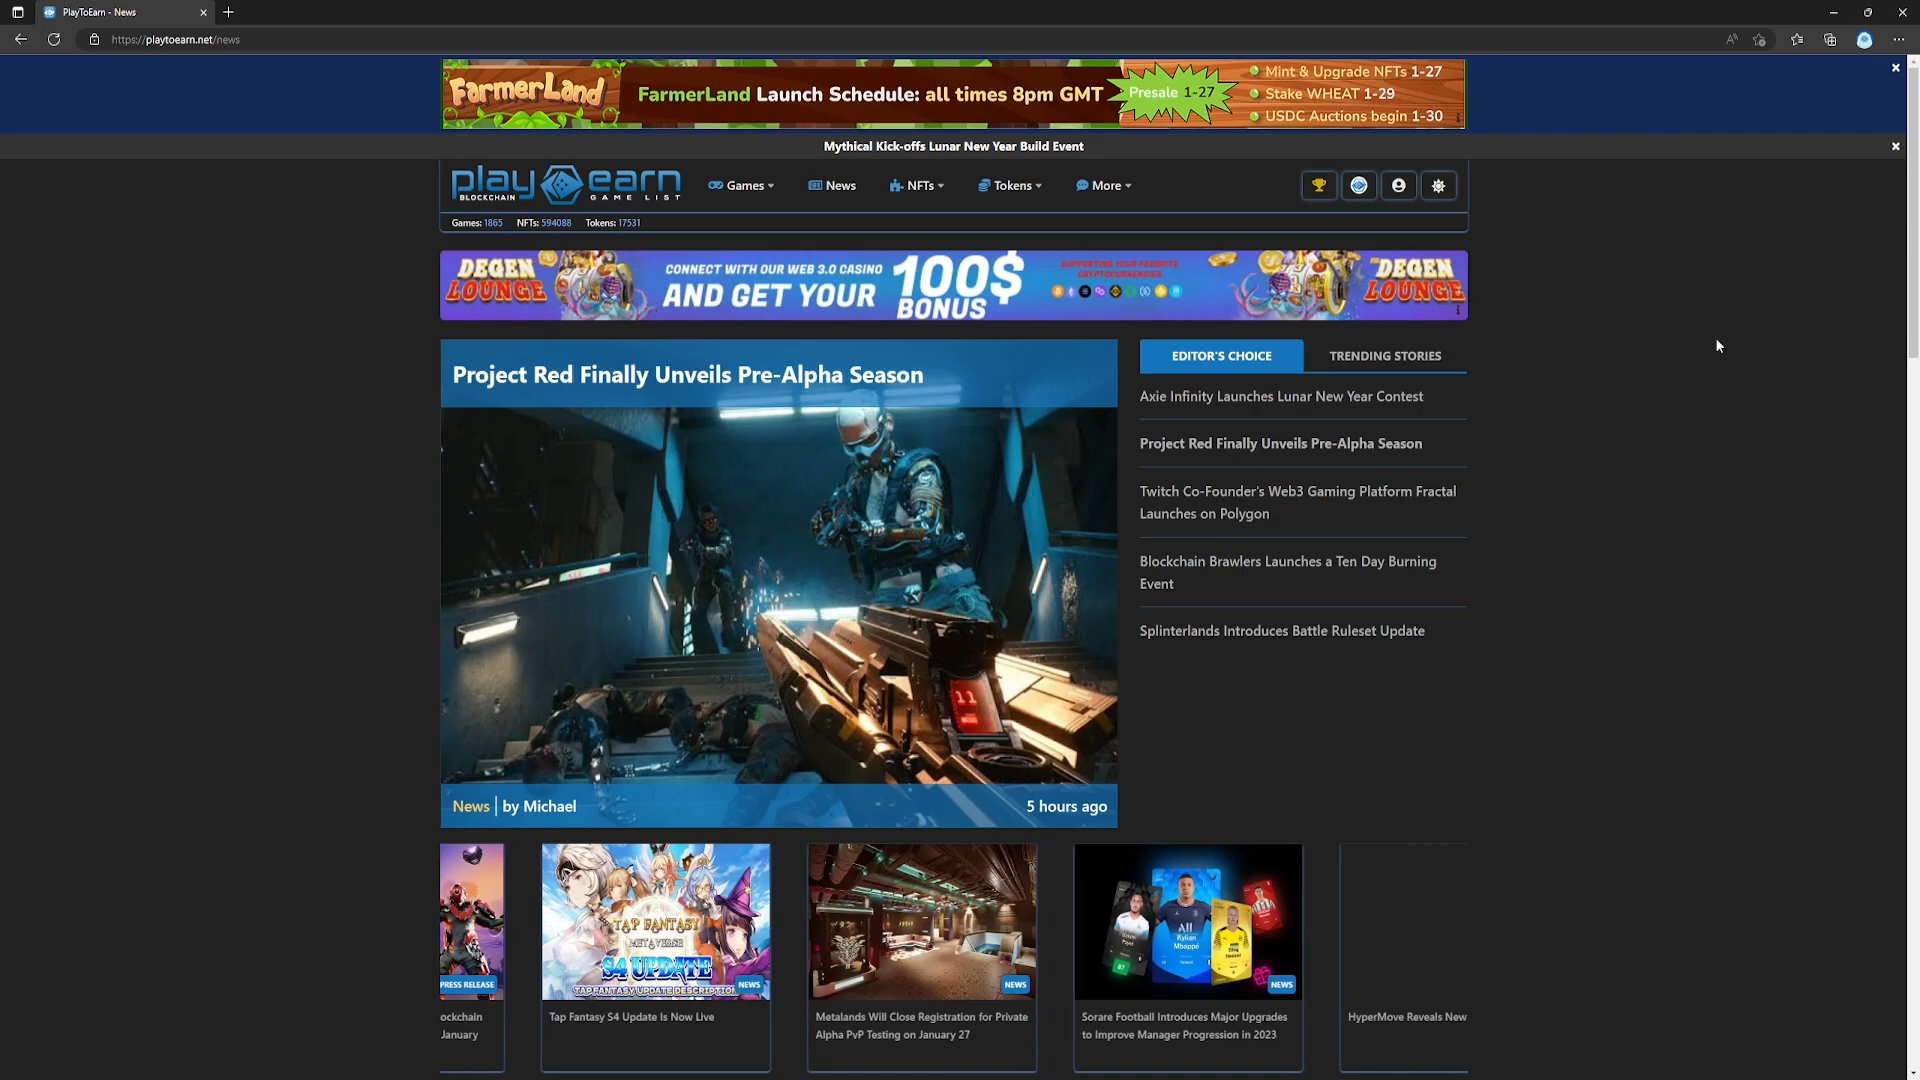 PlayToEarn - News
https://playtoearn.net/news
FarmerLand
FarmerLand Launch Schedule: all times 8pm GMT
Presale 1-27
Mint & Upgrade NFTs 1-27
Stake WHEAT 1-29
USDC Auctions begin 1-30
Mythical Kick-offs Lunar New Year Build Event
play earn
BLOCKCHAIN GAME LIST
Games
News
NFTs
Tokens
More
Games: 1865 NFTs: 594088 Tokens: 17531
DEGEN LOUNGE
CONNECT WITH OUR WEB 3.0 CASINO
AND GET YOUR
100$
BONUS
SUPPORTING YOUR FAVORITE
CRYPTOCURRENCIES
DEGEN LOUNGE
Project Red Finally Unveils Pre-Alpha Season
11
News | by Michael
5 hours ago
EDITOR'S CHOICE
TRENDING STORIES
Axie Infinity Launches Lunar New Year Contest
Project Red Finally Unveils Pre-Alpha Season
Twitch Co-Founder's Web3 Gaming Platform Fractal
Launches on Polygon
Blockchain Brawlers Launches a Ten Day Burning
Event
Splinterlands Introduces Battle Ruleset Update
PRESS RELEASE
ockchain
January
TAP FANTASY
METAVERSE
S4 UPDATE
TAP FANTASY UPDATE DESCRIPTION
NEWS
Tap Fantasy S4 Update Is Now Live
NEWS
Metalands Will Close Registration for Private
Alpha PvP Testing on January 27
Kylian
Mbappé
NEWS
Sorare Football Introduces Major Upgrades
to Improve Manager Progression in 2023
HyperMove Reveals New